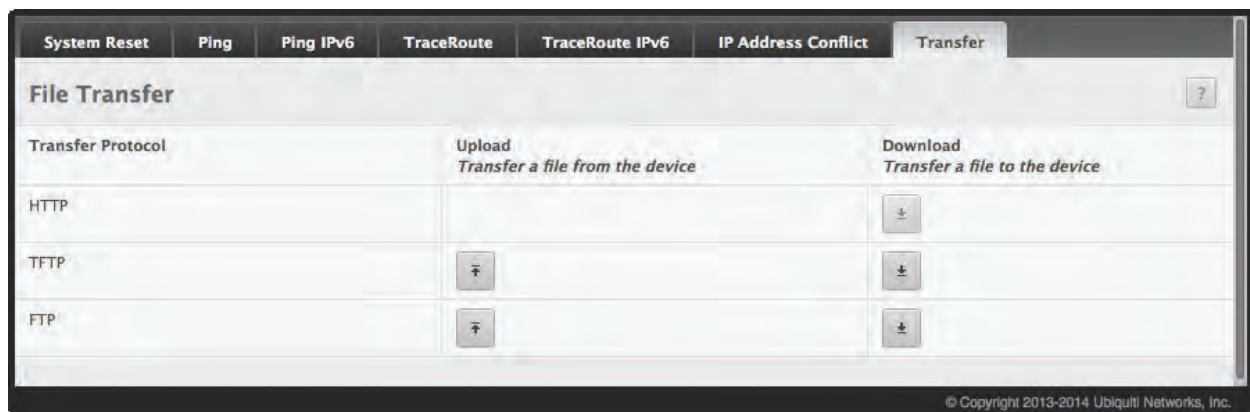 System Reset Ping Ping IPv6 TraceRoute TraceRoute IPv6 IP Address Conflict Transfer
File Transfer ?
Transfer Protocol Upload Download
Transfer a file from the device Transfer a file to the device
HTTP
TFTP
FTP
© Copyright 2013-2014 Ubiquiti Networks, Inc.